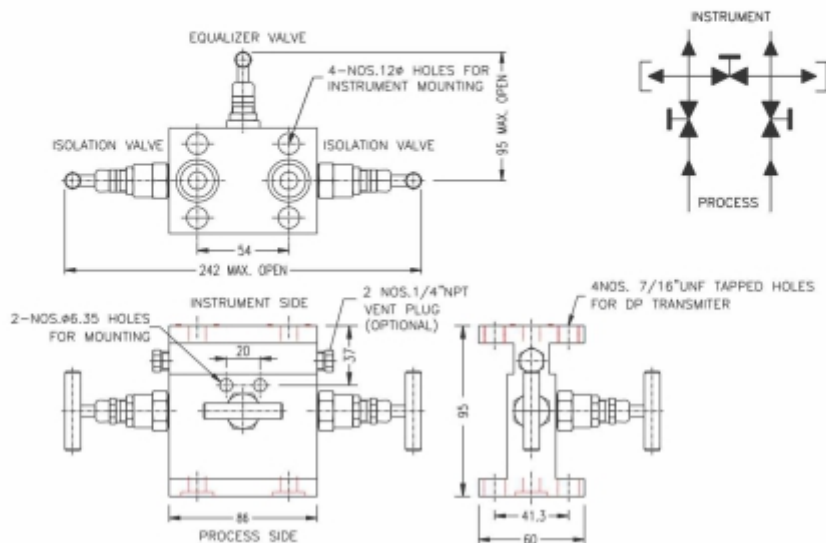 EQUALIZER VALVE
4-NOS.12ø HOLES FOR
INSTRUMENT MOUNTING
ISOLATION VALVE
ISOLATION VALVE
95 MAX. OPEN
54
242 MAX. OPEN
INSTRUMENT
PROCESS
INSTRUMENT SIDE
2 NOS.1/4"NPT
VENT PLUG
(OPTIONAL)
2-NOS.ø6.35 HOLES
FOR MOUNTING
20
37
86
PROCESS SIDE
4NOS. 7/16"UNF TAPPED HOLES
FOR DP TRANSMITER
95
41.3
60